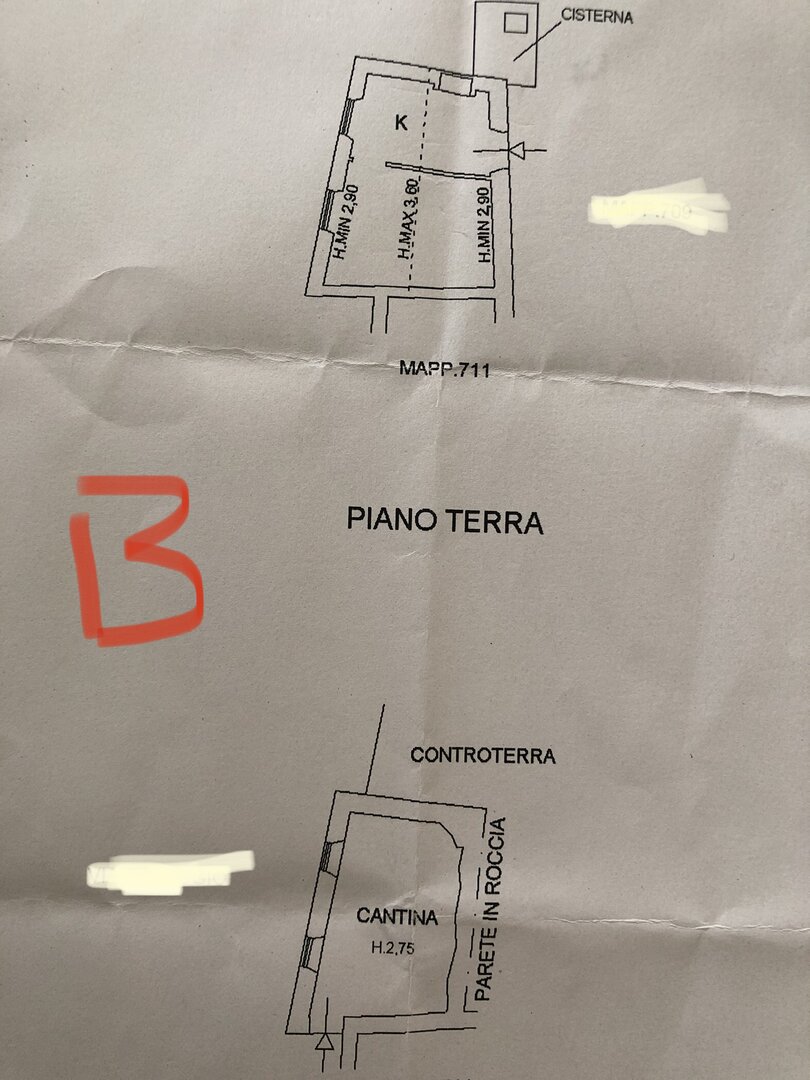 CISTERNA
K
H.MIN 2,90
H.MAX 3,60
H.MIN 2,90
MAPP.711
B
PIANO TERRA
CONTROTERRA
PARETE IN ROCCIA
CANTINA
H.2,75